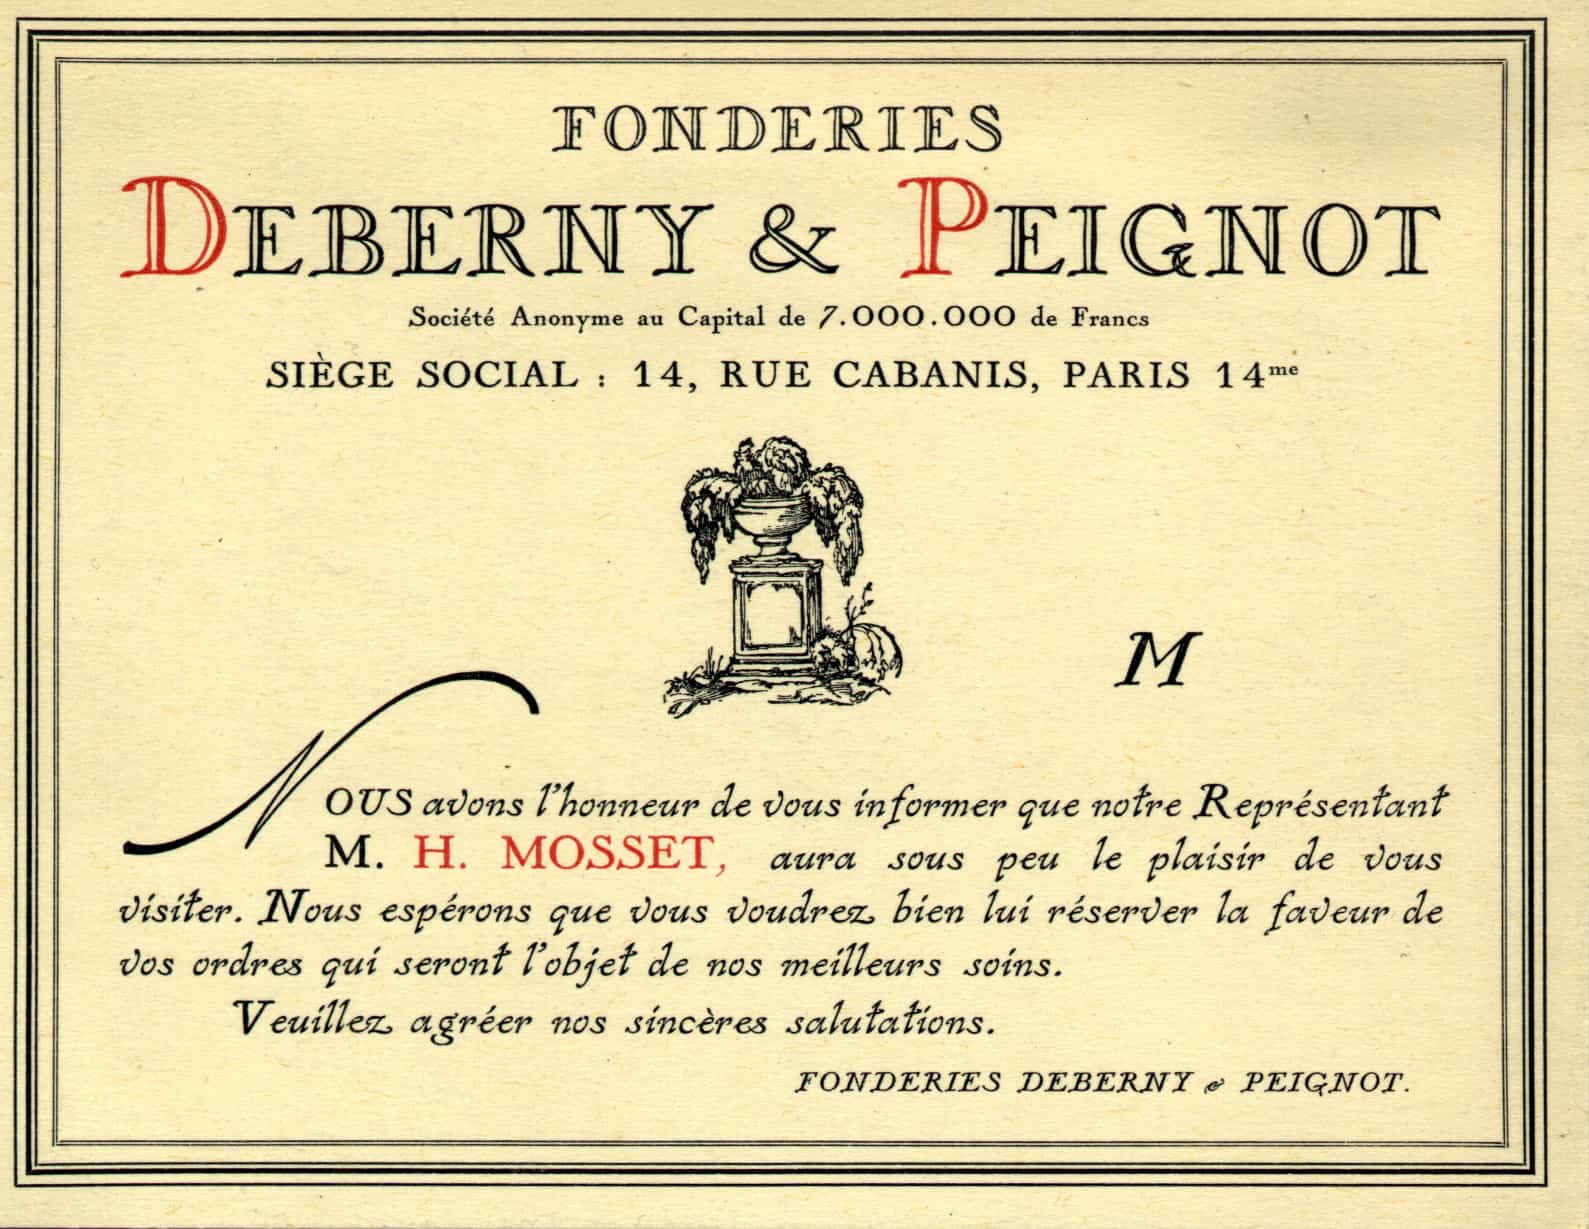 FONDERIES
DEBERNY & PEIGNOT
Société Anonyme au Capital de 7.000.000 de Francs
SIÈGE SOCIAL : 14, RUE CABANIS, PARIS 14me
M
NOUS avons l'honneur de vous informer que notre Représentant
M. H. MOSSET, aura sous peu le plaisir de vous
visiter. Nous espérons que vous voudrez bien lui réserver la faveur de
vos ordres qui seront l'objet de nos meilleurs soins.
Veuillez agréer nos sincères salutations.
FONDERIES DEBERNY & PEIGNOT.